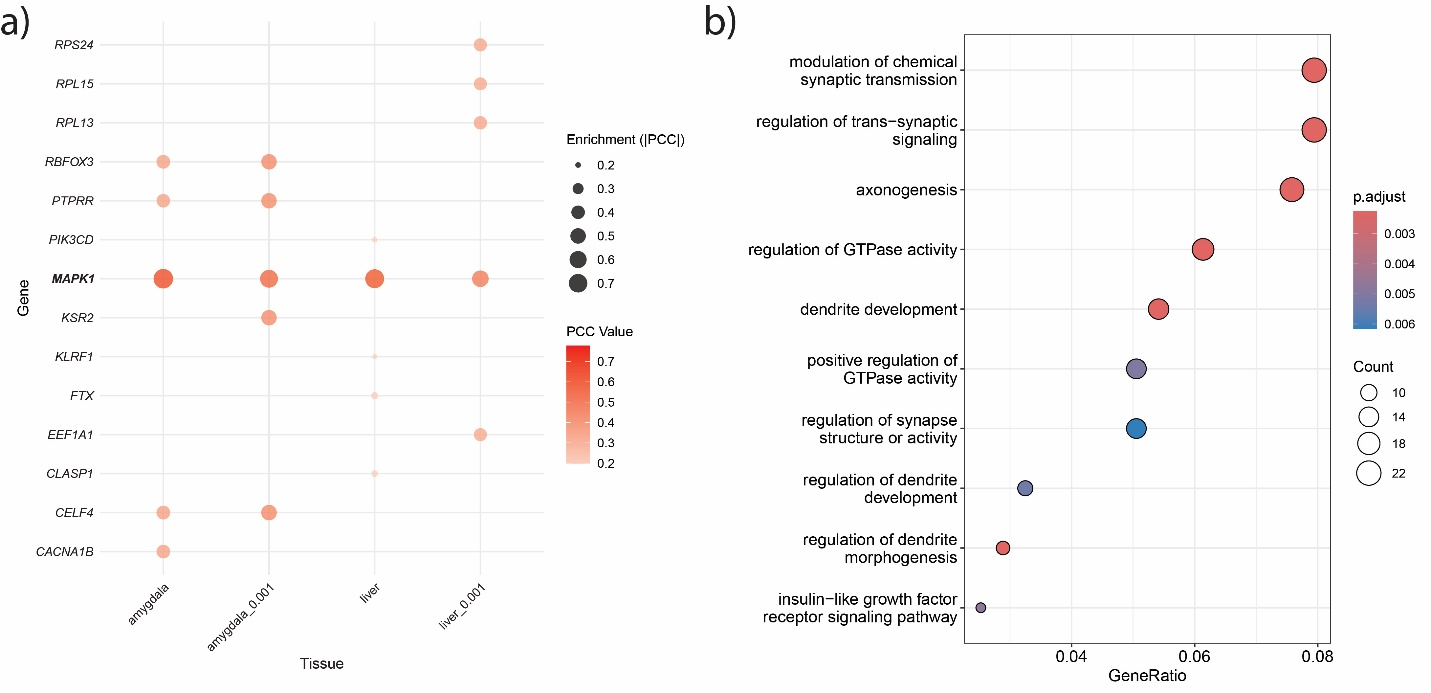 a)
RPS24
RPL15
RPL13
RBFOX3
PTPRR
PIK3CD
MAPK1
KSR2
KLRF1
FTX
EEF1A1
CLASP1
CELF4
CACNA1B
Gene
amygdala
amygdala_0.001
liver
liver_0.001
Tissue
Enrichment (|PCC|)
0.2
0.3
0.4
0.5
0.6
0.7
PCC Value
0.7
0.6
0.5
0.4
0.3
0.2
b)
modulation of chemical
synaptic transmission
regulation of trans−synaptic
signaling
axonogenesis
regulation of GTPase activity
dendrite development
positive regulation of
GTPase activity
regulation of synapse
structure or activity
regulation of dendrite
development
regulation of dendrite
morphogenesis
insulin−like growth factor
receptor signaling pathway
0.04
0.06
0.08
GeneRatio
p.adjust
0.003
0.004
0.005
0.006
Count
10
14
18
22